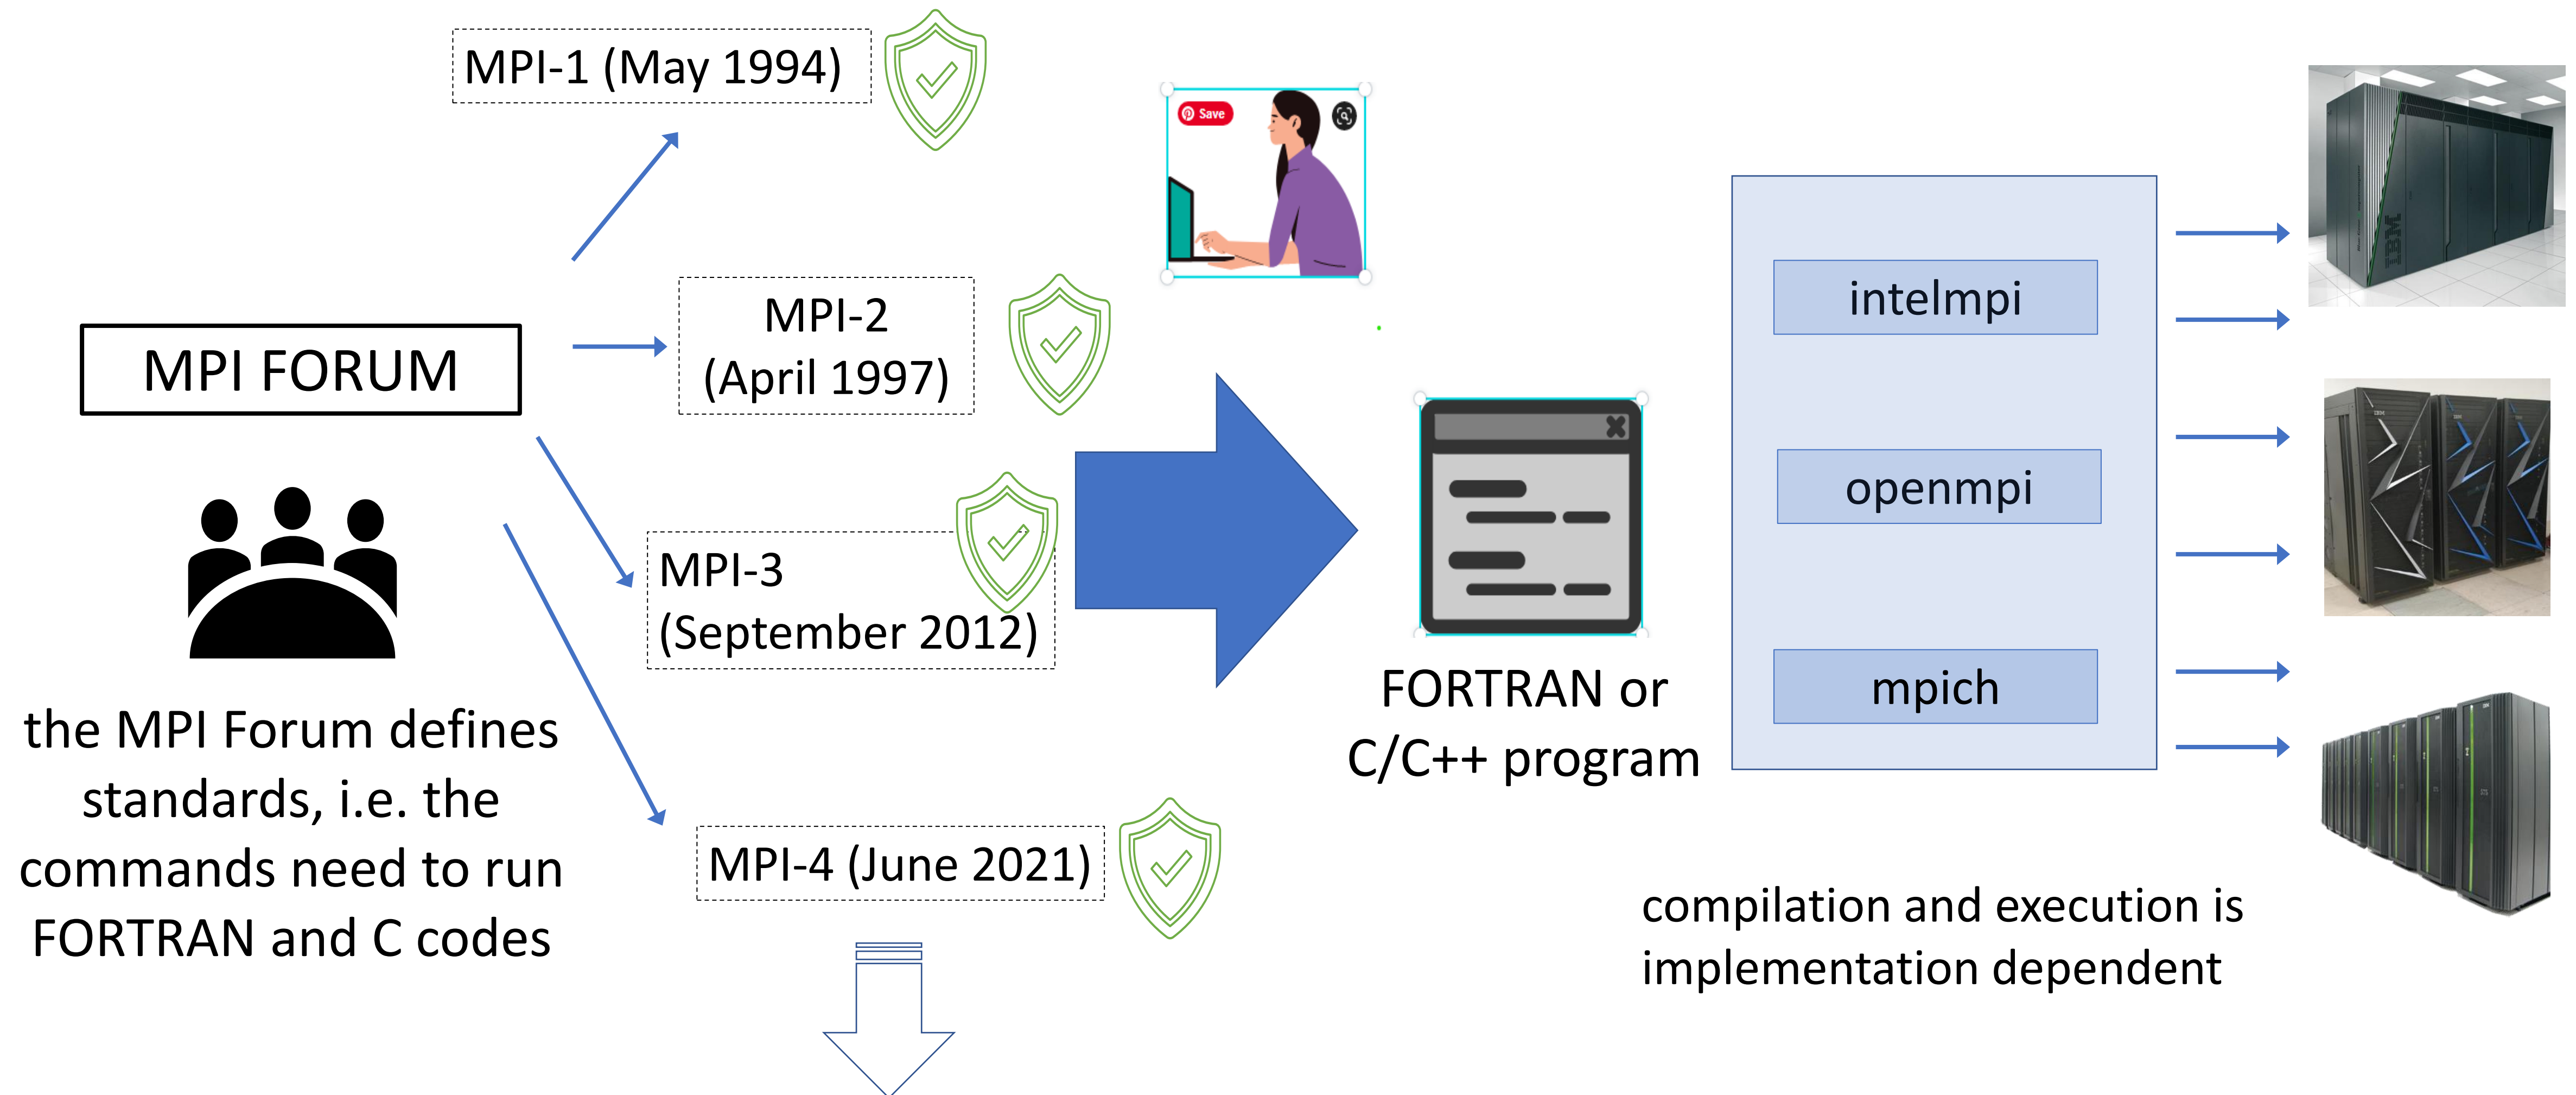 MPI-1 (May 1994)
MPI FORUM
the MPI Forum defines
standards, i.e. the
commands need to run
FORTRAN and C codes
MPI-2
(April 1997)
MPI-3
(September 2012)
MPI-4 (June 2021)
Save
FORTRAN or
C/C++ program
intelmpi
openmpi
mpich
compilation and execution is
implementation dependent
IBM